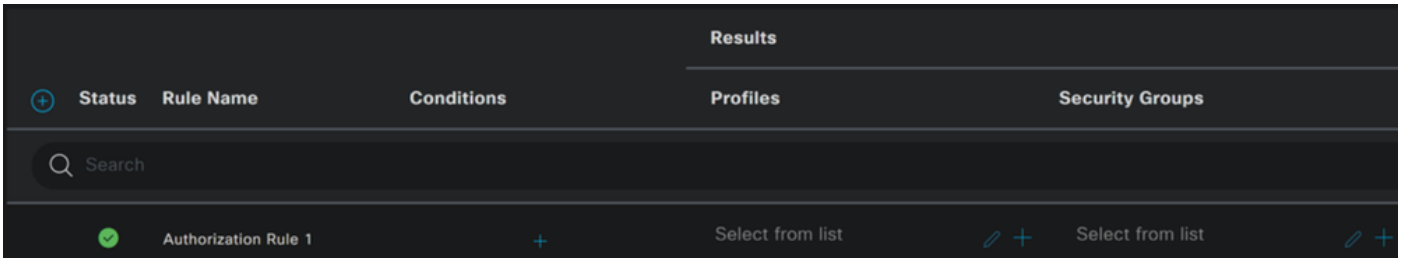 Results
Status Rule Name Conditions Profiles Security Groups
Search
Authorization Rule 1 Select from list Select from list